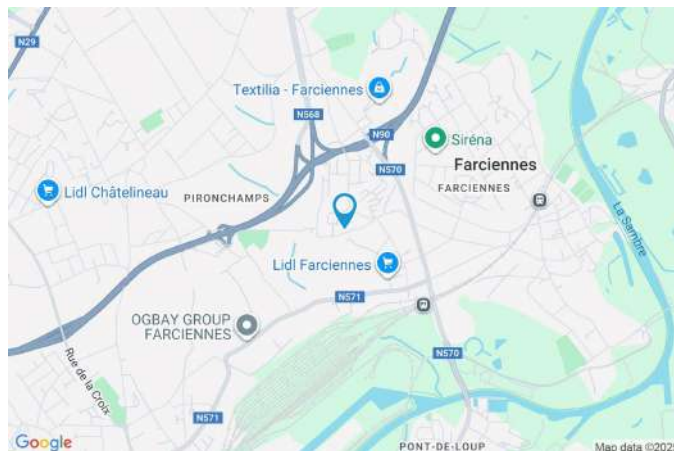 N29
Textilia - Farciennes
N568
N90
Siréna
N570
Farciennes
FARCIENNES
Lidl Châtelineau
PIRONCHAMPS
La Sambre
Lidl Farciennes
N571
OGBAY GROUP
FARCIENNES
Rue de la Croix
N570
N571
Google
PONT-DE-LOUP
Map data ©2025